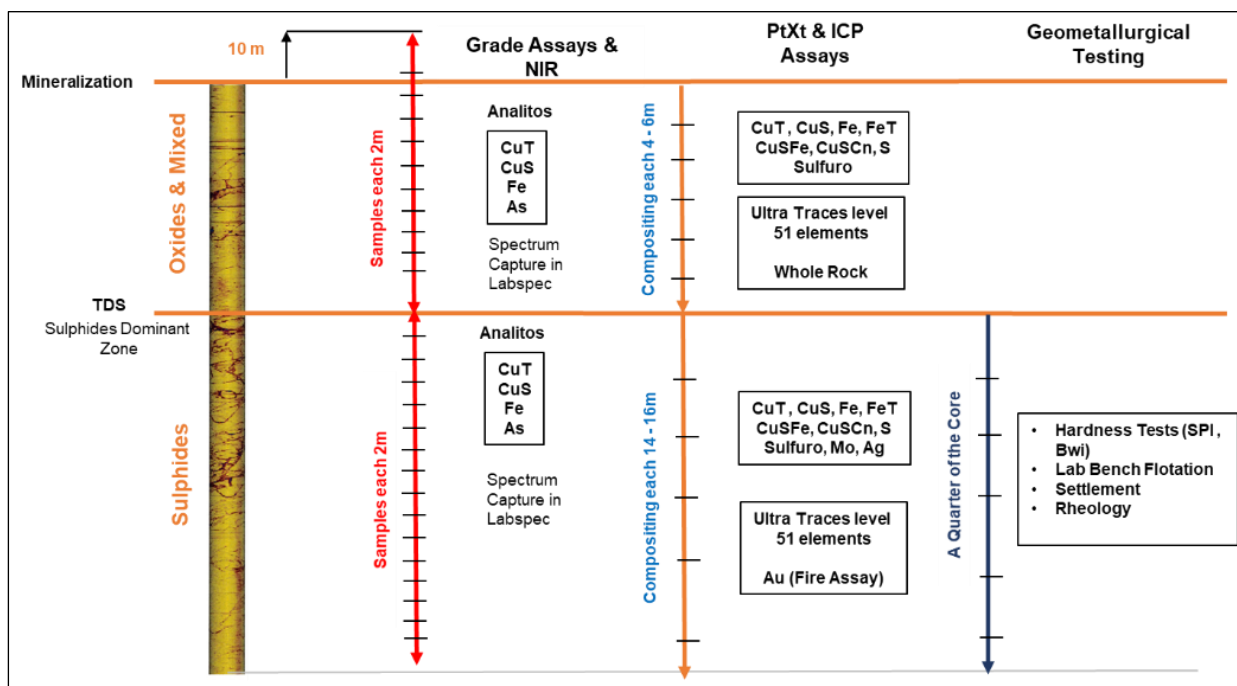 10 m
Grade Assays &
NIR
PtXt & ICP
Assays
Geometallurgical
Testing
Mineralization
Oxides & Mixed
Samples each 2m
Analitos
CuT
CuS
Fe
As
Spectrum
Capture in
Labspec
Compositing each 4 - 6m
CuT , CuS, Fe, FeT
CuSFe, CuSCn, S
Sulfuro
Ultra Traces level
51 elements
Whole Rock
TDS
Sulphides Dominant
Zone
Sulphides
Samples each 2m
Analitos
CuT
CuS
Fe
As
Spectrum
Capture in
Labspec
Compositing each 14 - 16m
CuT , CuS, Fe, FeT
CuSFe, CuSCn, S
Sulfuro, Mo, Ag
Ultra Traces level
51 elements
Au (Fire Assay)
A Quarter of the Core
• Hardness Tests (SPI ,
Bwi)
• Lab Bench Flotation
• Settlement
• Rheology